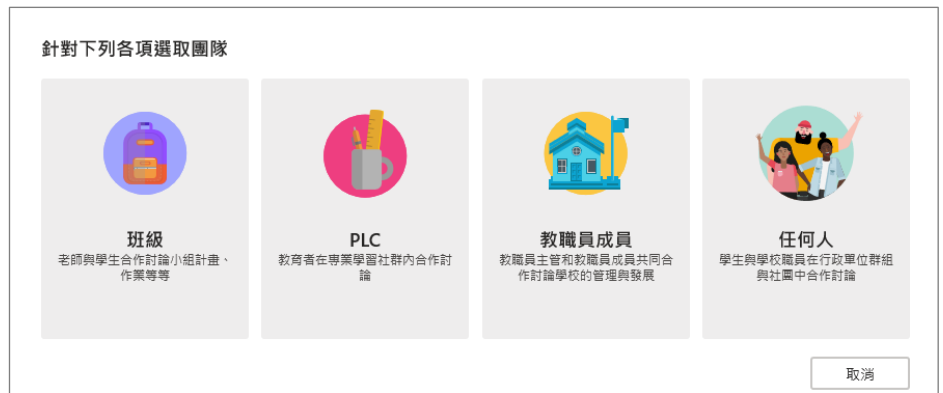 針對下列各項選取團隊
班級
老師與學生合作討論小組計畫、
作業等等
PLC
教育者在專業學習社群內合作討
論
教職員成員
教職員主管和教職員成員共同合
作討論學校的管理與發展
任何人
學生與學校職員在行政單位群組
與社團中合作討論
取消